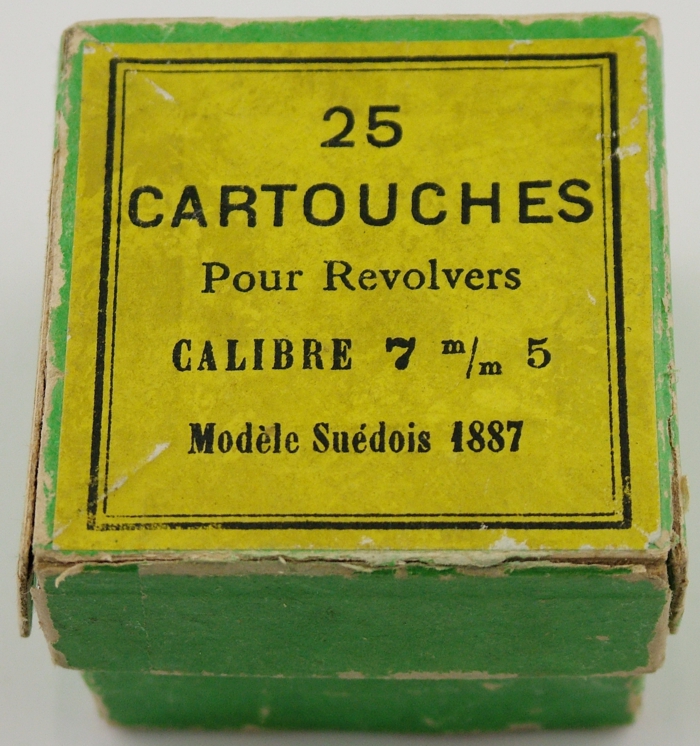 25
CARTOUCHES
Pour Revolvers
CALIBRE 7 m/m 5
Modèle Suédois 1887